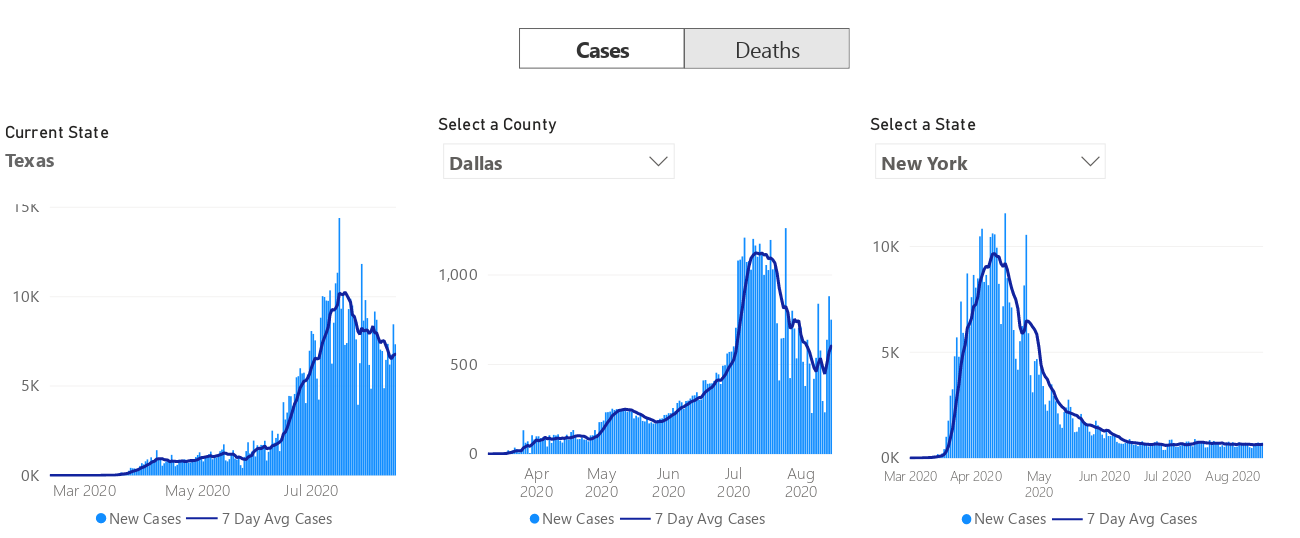 Cases Deaths
Current State
Texas
Select a County
Dallas
Select a State
New York
15K
10K
5K
0K
Mar 2020 May 2020 Jul 2020
New Cases 7 Day Avg Cases
1,000
500
0
Apr 2020 May 2020 Jun 2020 Jul 2020 Aug 2020
New Cases 7 Day Avg Cases
10K
5K
0K
Mar 2020 Apr 2020 May 2020 Jun 2020 Jul 2020 Aug 2020
New Cases 7 Day Avg Cases